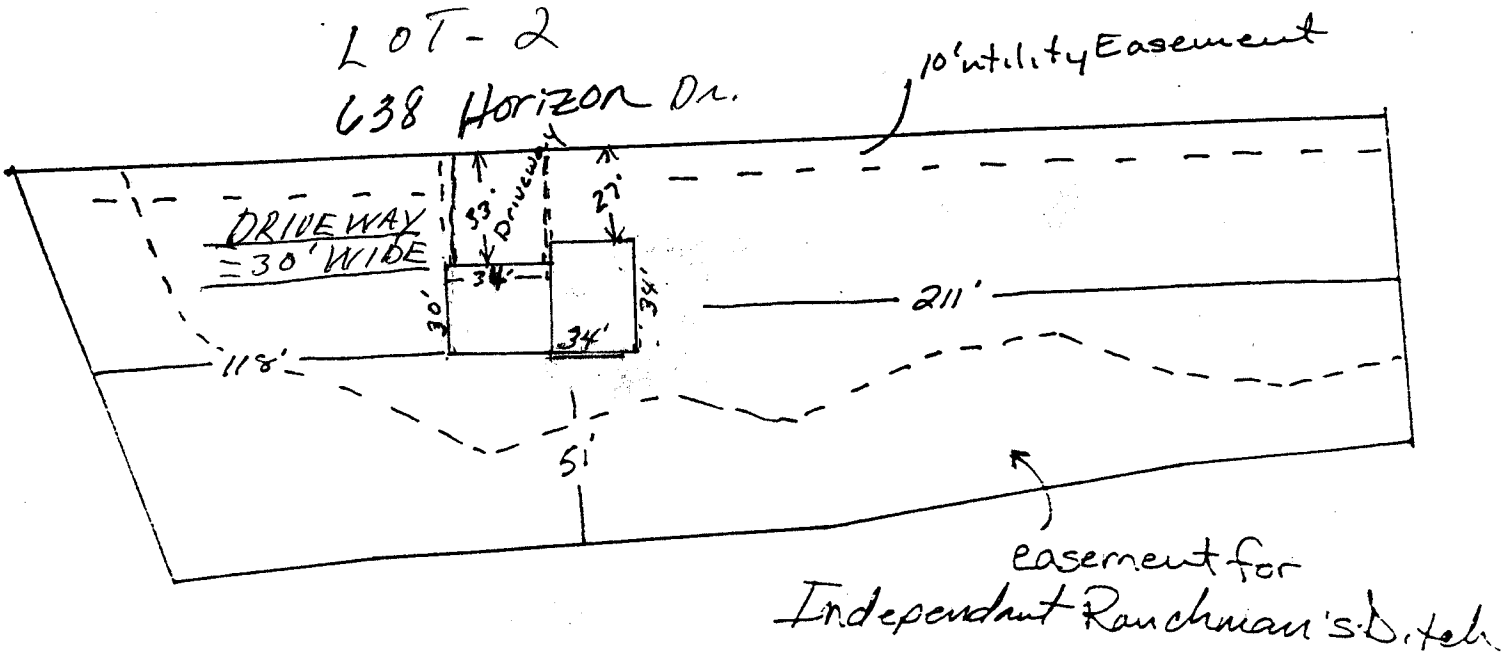 LOT - 2
638 Horizon Dr.
10' utility Easement
33'
Driveway
27'
DRIVEWAY
= 30' WIDE
34'
30'
34'
34'
211'
118'
51'
easement for
Independant Ranchman's Ditch